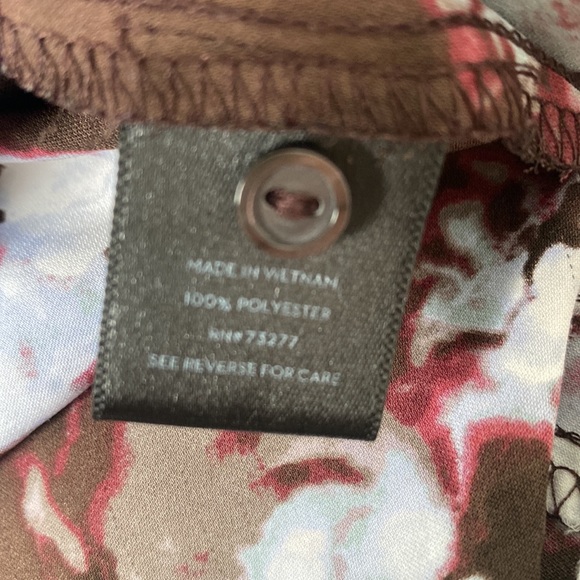 MADE IN VIETNAM
100% POLYESTER
RN# 73277
SEE REVERSE FOR CARE